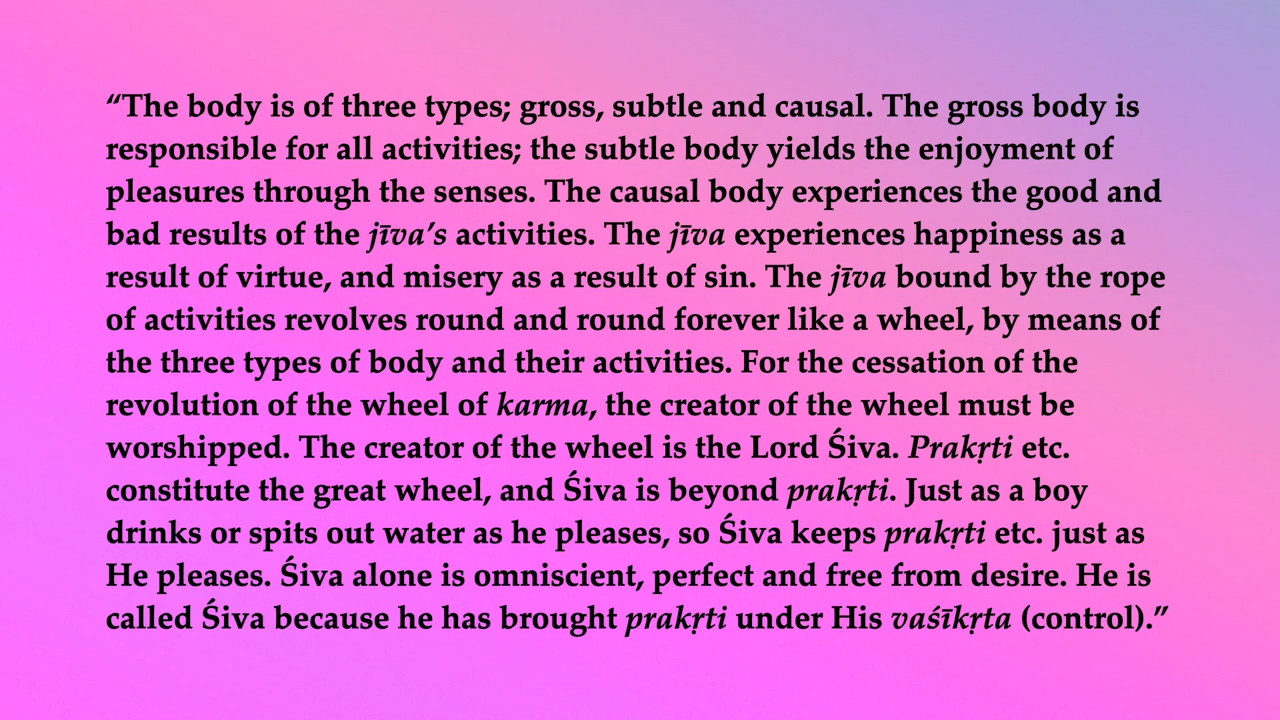 “The body is of three types; gross, subtle and causal. The gross body is
responsible for all activities; the subtle body yields the enjoyment of
pleasures through the senses. The causal body experiences the good and
bad results of the jīva’s activities. The jīva experiences happiness as a
result of virtue, and misery as a result of sin. The jīva bound by the rope
of activities revolves round and round forever like a wheel, by means of
the three types of body and their activities. For the cessation of the
revolution of the wheel of karma, the creator of the wheel must be
worshipped. The creator of the wheel is the Lord Śiva. Prakṛti etc.
constitute the great wheel, and Śiva is beyond prakṛti. Just as a boy
drinks or spits out water as he pleases, so Śiva keeps prakṛti etc. just as
He pleases. Śiva alone is omniscient, perfect and free from desire. He is
called Śiva because he has brought prakṛti under His vaśīkṛta (control).”